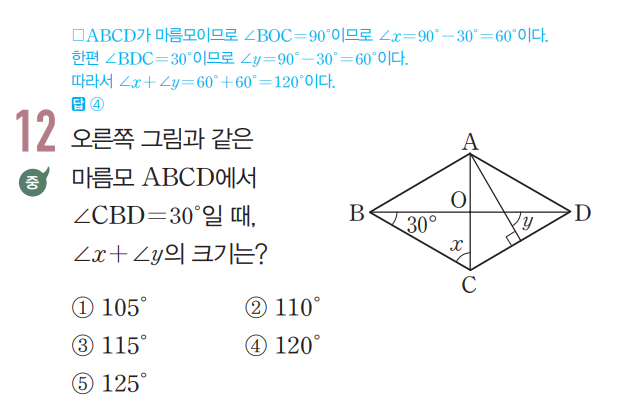 □ABCD가 마름모이므로 ∠BOC=90°이므로 ∠x=90°-30°=60°이다.
한편 ∠BDC=30°이므로 ∠y=90°-30°=60°이다.
따라서 ∠x+∠y=60°+60°=120°이다.
답 ④
12 오른쪽 그림과 같은
중 마름모 ABCD에서
∠CBD=30°일 때,
∠x+∠y의 크기는?
① 105° ② 110°
③ 115° ④ 120°
⑤ 125°
A
O
B 30° y D
x
C